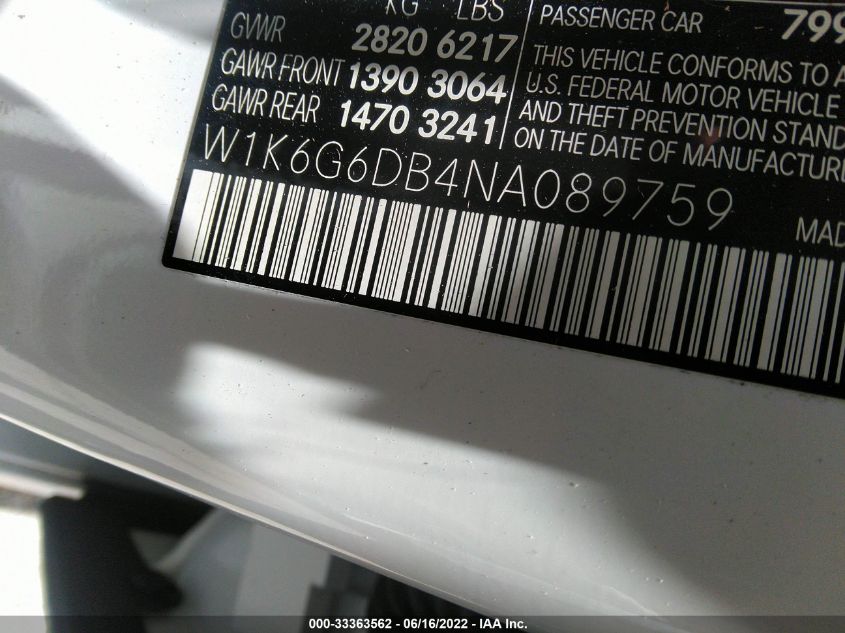 KG LBS
GVWR 2820 6217
GAWR FRONT 1390 3064
GAWR REAR 1470 3241
PASSENGER CAR 799
THIS VEHICLE CONFORMS TO A
U.S. FEDERAL MOTOR VEHICLE
AND THEFT PREVENTION STAND
ON THE DATE OF MANUFACTURE
W1K6G6DB4NA089759
MAD
000-33363562 / 06/16/2022 - IAA Inc.